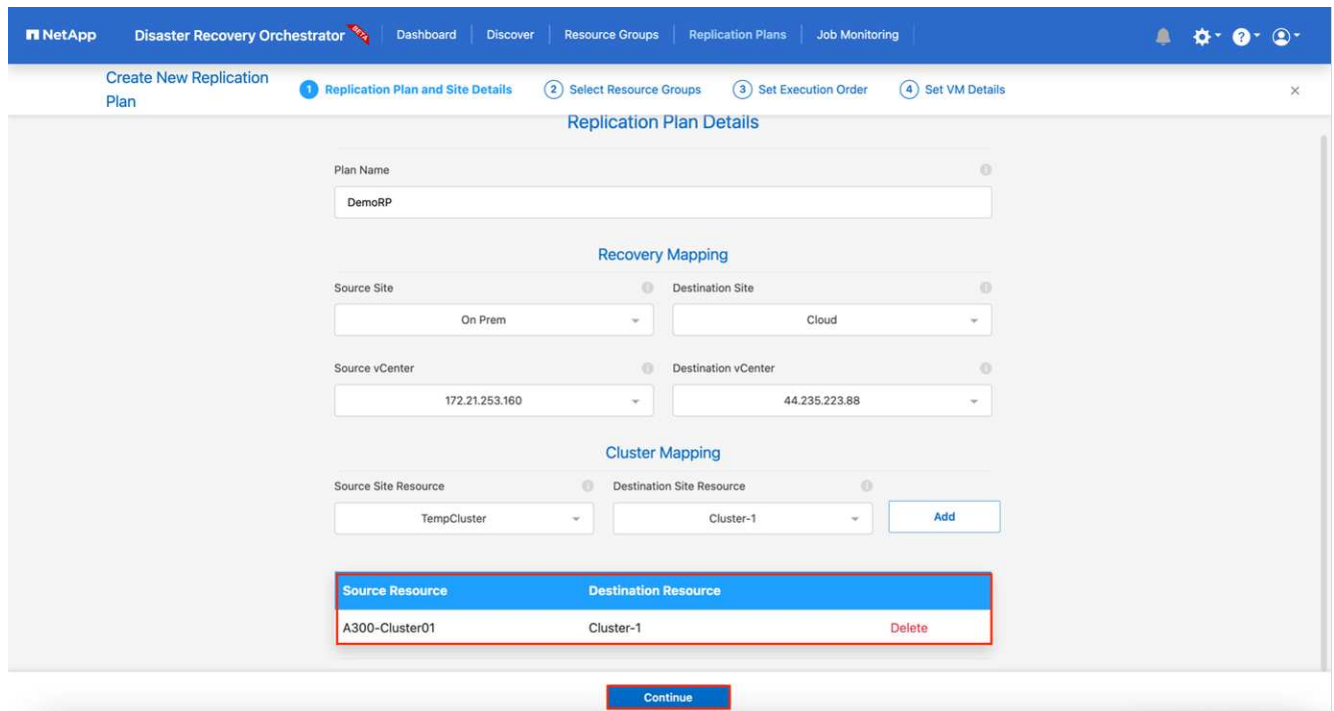 NetApp Disaster Recovery Orchestrator BETA Dashboard Discover Resource Groups Replication Plans Job Monitoring
Create New Replication
Plan
1 Replication Plan and Site Details 2 Select Resource Groups 3 Set Execution Order 4 Set VM Details
Replication Plan Details
Plan Name
DemoRP
Recovery Mapping
Source Site Destination Site
On Prem Cloud
Source vCenter Destination vCenter
172.21.253.160 44.235.223.88
Cluster Mapping
Source Site Resource Destination Site Resource
TempCluster Cluster-1 Add
Source Resource Destination Resource
A300-Cluster01 Cluster-1 Delete
Continue